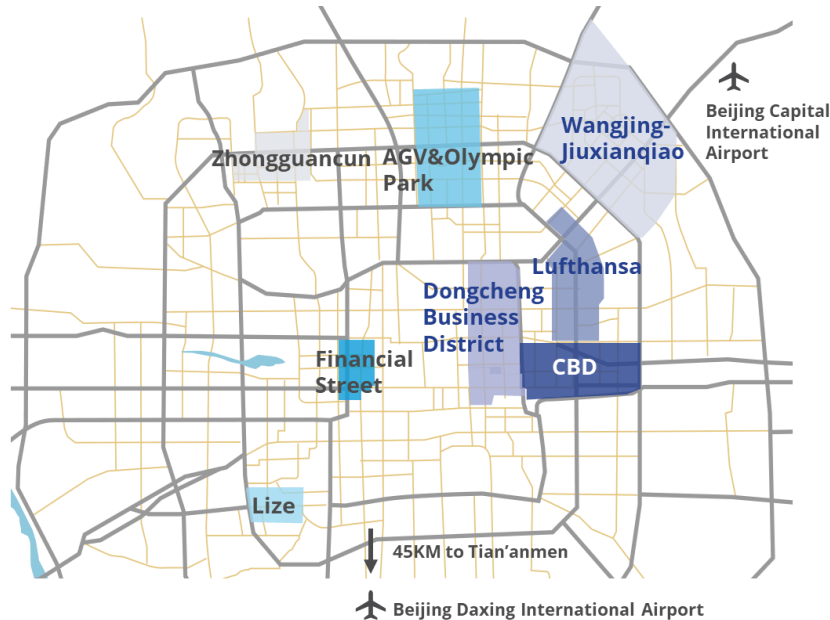 Wangjing-
Jiuxianqiao
Beijing Capital
International
Airport
Zhongguancun
AGV&Olympic
Park
Lufthansa
Dongcheng
Business
District
Financial
Street
CBD
Lize
45KM to Tian’anmen
Beijing Daxing International Airport